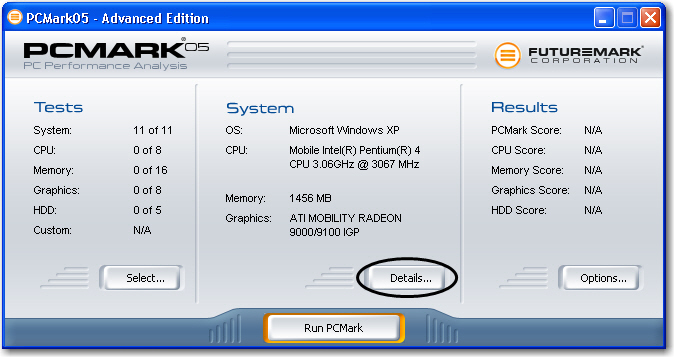 PCMark05 - Advanced Edition
PCMARK®05
PC Performance Analysis
FUTUREMARK
CORPORATION
Tests
System: 11 of 11
CPU: 0 of 8
Memory: 0 of 16
Graphics: 0 of 8
HDD: 0 of 5
Custom: N/A
Select...
System
OS: Microsoft Windows XP
CPU: Mobile Intel(R) Pentium(R) 4
CPU 3.06GHz @ 3067 MHz
Memory: 1456 MB
Graphics: ATI MOBILITY RADEON
9000/9100 IGP
Details...
Results
PCMark Score: N/A
CPU Score: N/A
Memory Score: N/A
Graphics Score: N/A
HDD Score: N/A
Options...
Run PCMark